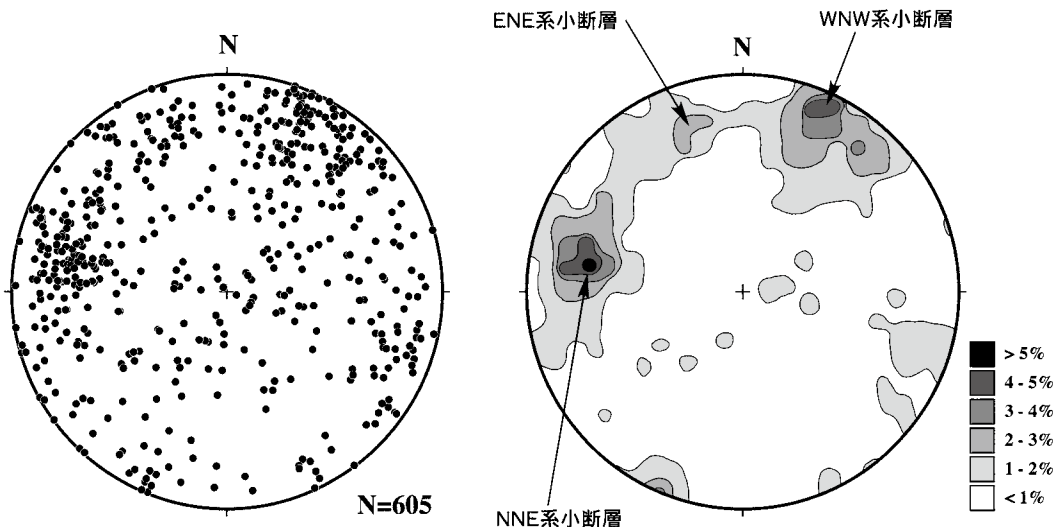 ENE系小断層
WNW系小断層
N
N
> 5%
4 - 5%
3 - 4%
2 - 3%
1 - 2%
< 1%
N=605
NNE系小断層